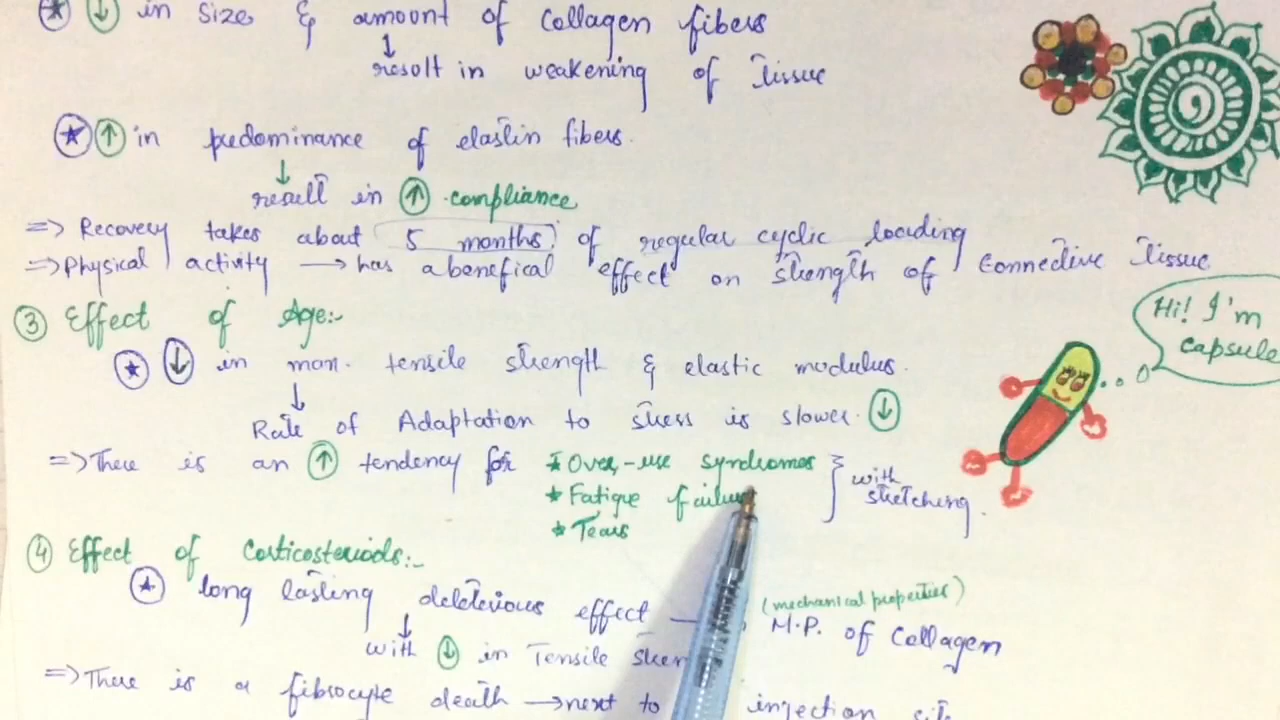 ↓ in Size & amount of Collagen fibers
↓
result in weakening of Tissue
↑ in predominance of elastin fibers.
↓
result in ↑ compliance
=> Recovery takes about 5 months of regular cyclic loading
=> Physical activity → has a benefical effect on strength of Connective Tissue
③ Effect of Age:-
↓ in max. tensile strength & elastic modulus.
↓
Rate of Adaptation to stress is slower. ↓
=> There is an ↑ tendency for ★ Over-use syndromes
★ Fatigue failure
★ Tears
} with stretching.
④ Effect of Corticosteriods:-
long lasting deleterious effect → (mechanical properties) M.P. of Collagen
↓
with ↓ in Tensile
=> There is a fibrocyte death → next to injection
Hi! I'm
capsule